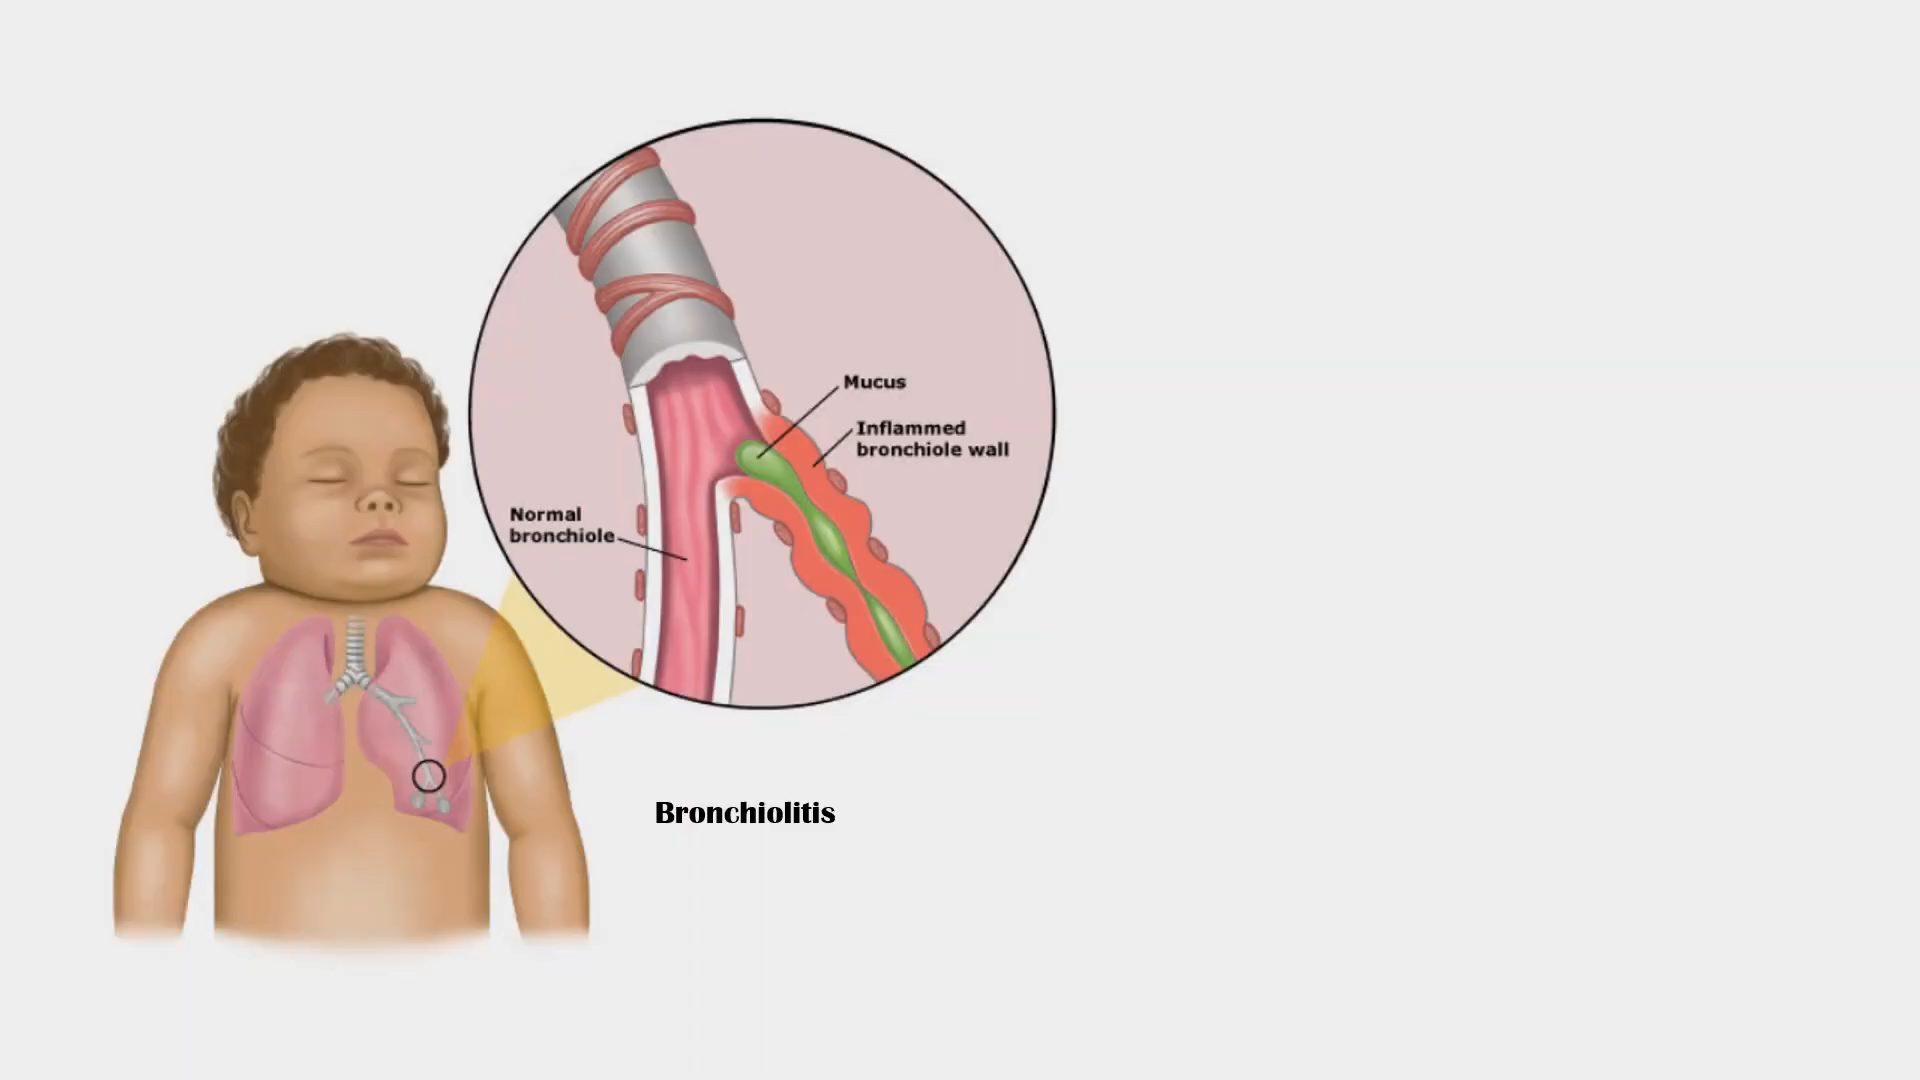 Mucus
Inflammed
bronchiole wall
Normal
bronchiole
Bronchiolitis